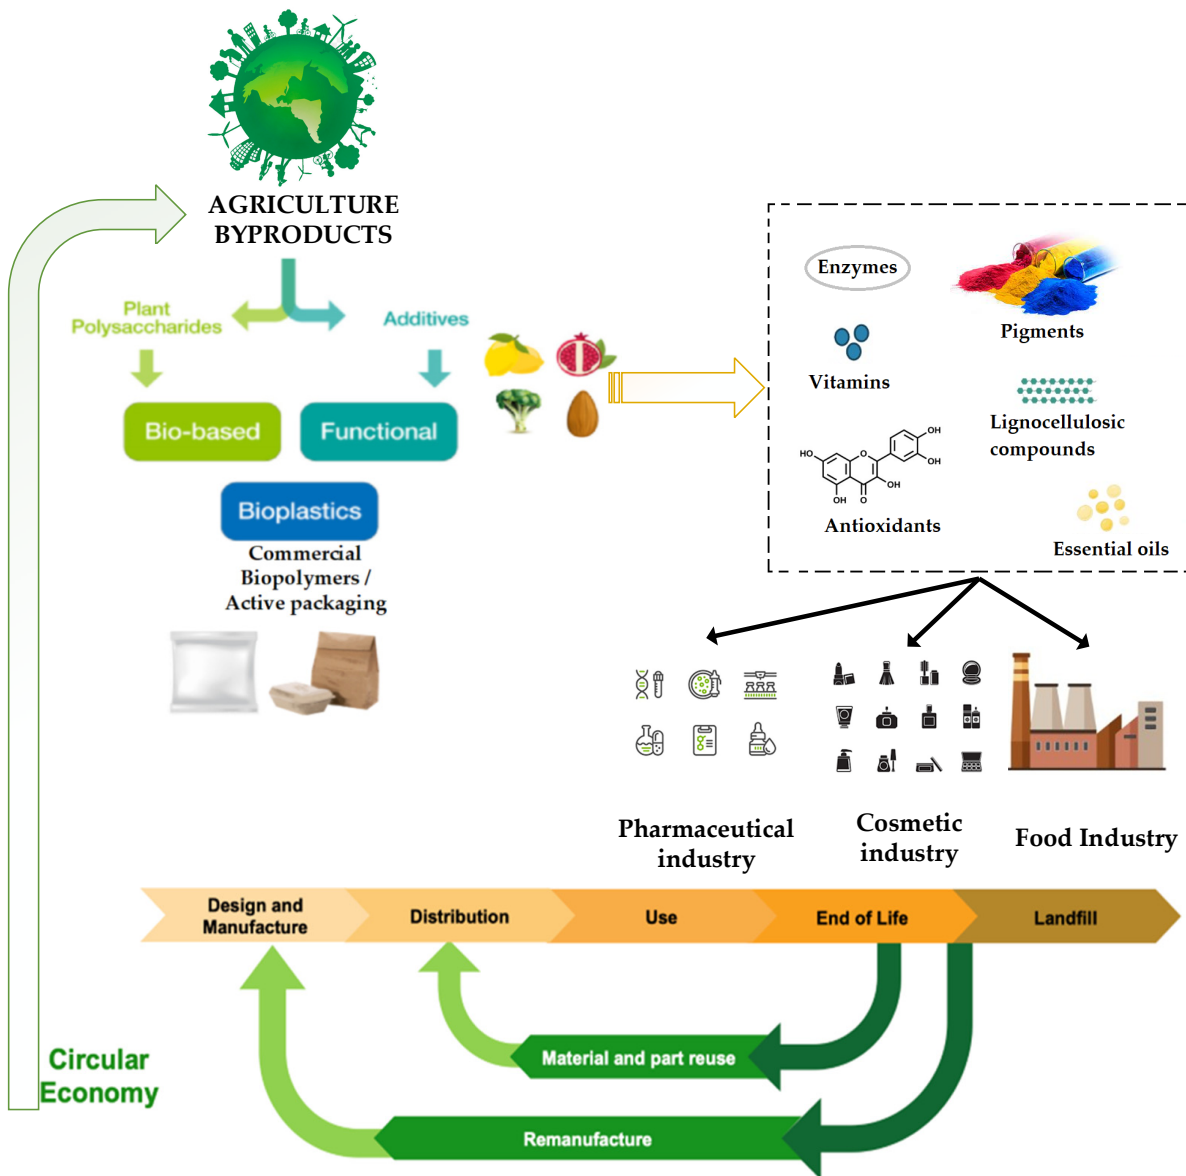 AGRICULTURE
BYPRODUCTS
Plant
Polysaccharides
Additives
Bio-based
Functional
Bioplastics
Commercial
Biopolymers /
Active packaging
Enzymes
Pigments
Vitamins
Lignocellulosic
compounds
HO
O
OH
OH
OH
OH
O
Antioxidants
Essential oils
Pharmaceutical
industry
Cosmetic
industry
Food Industry
Design and
Manufacture
Distribution
Use
End of Life
Landfill
Material and part reuse
Remanufacture
Circular
Economy